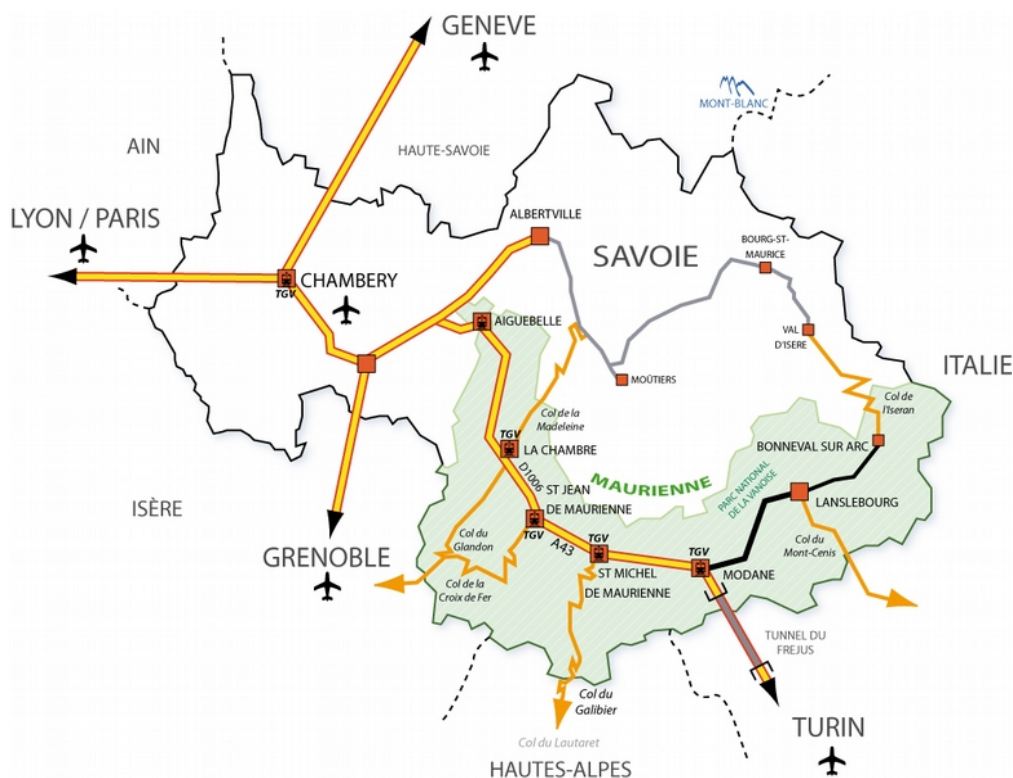 GENEVE
MONT-BLANC
AIN
HAUTE-SAVOIE
LYON / PARIS
ALBERTVILLE
SAVOIE
BOURG-ST-
MAURICE
CHAMBERY
TGV
AIGUEBELLE
VAL
D'ISERE
ITALIE
MOÛTIERS
Col de
l'Iseran
Col de la
Madeleine
TGV
LA CHAMBRE
BONNEVAL SUR ARC
MAURIENNE
PARC NATIONAL
DE LA VANOISE
D1006
ST JEAN
DE MAURIENNE
LANSLEBOURG
ISÈRE
TGV
A43
Col du
Glandon
Col du
Mont-Cenis
GRENOBLE
TGV
ST MICHEL
DE MAURIENNE
TGV
MODANE
Col de la
Croix de Fer
TUNNEL DU
FREJUS
Col du
Galibier
TURIN
Col du Lautaret
HAUTES-ALPES